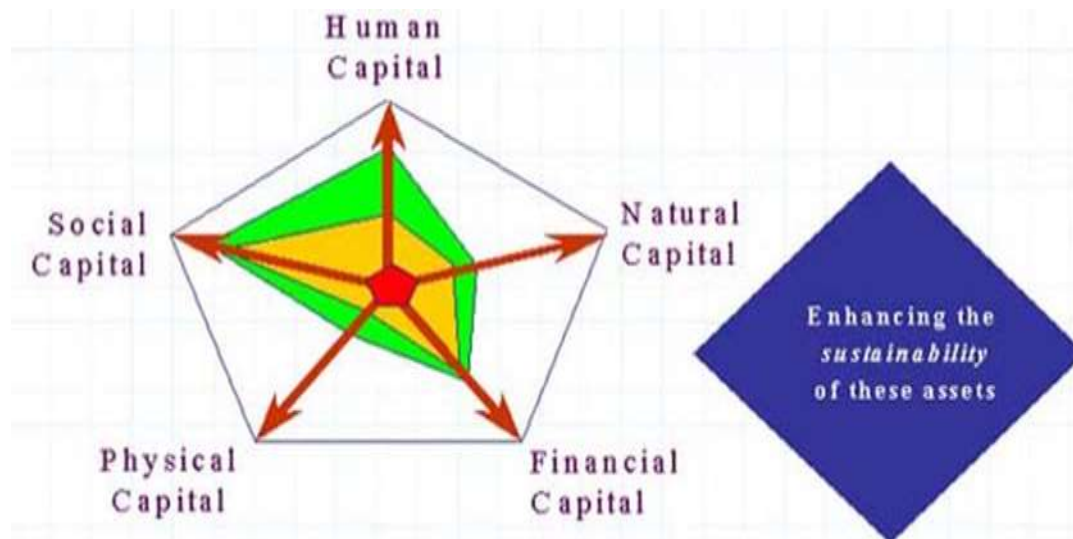 Human
Capital
Social
Capital
Natural
Capital
Enhancing the
sustainability
of these assets
Physical
Capital
Financial
Capital